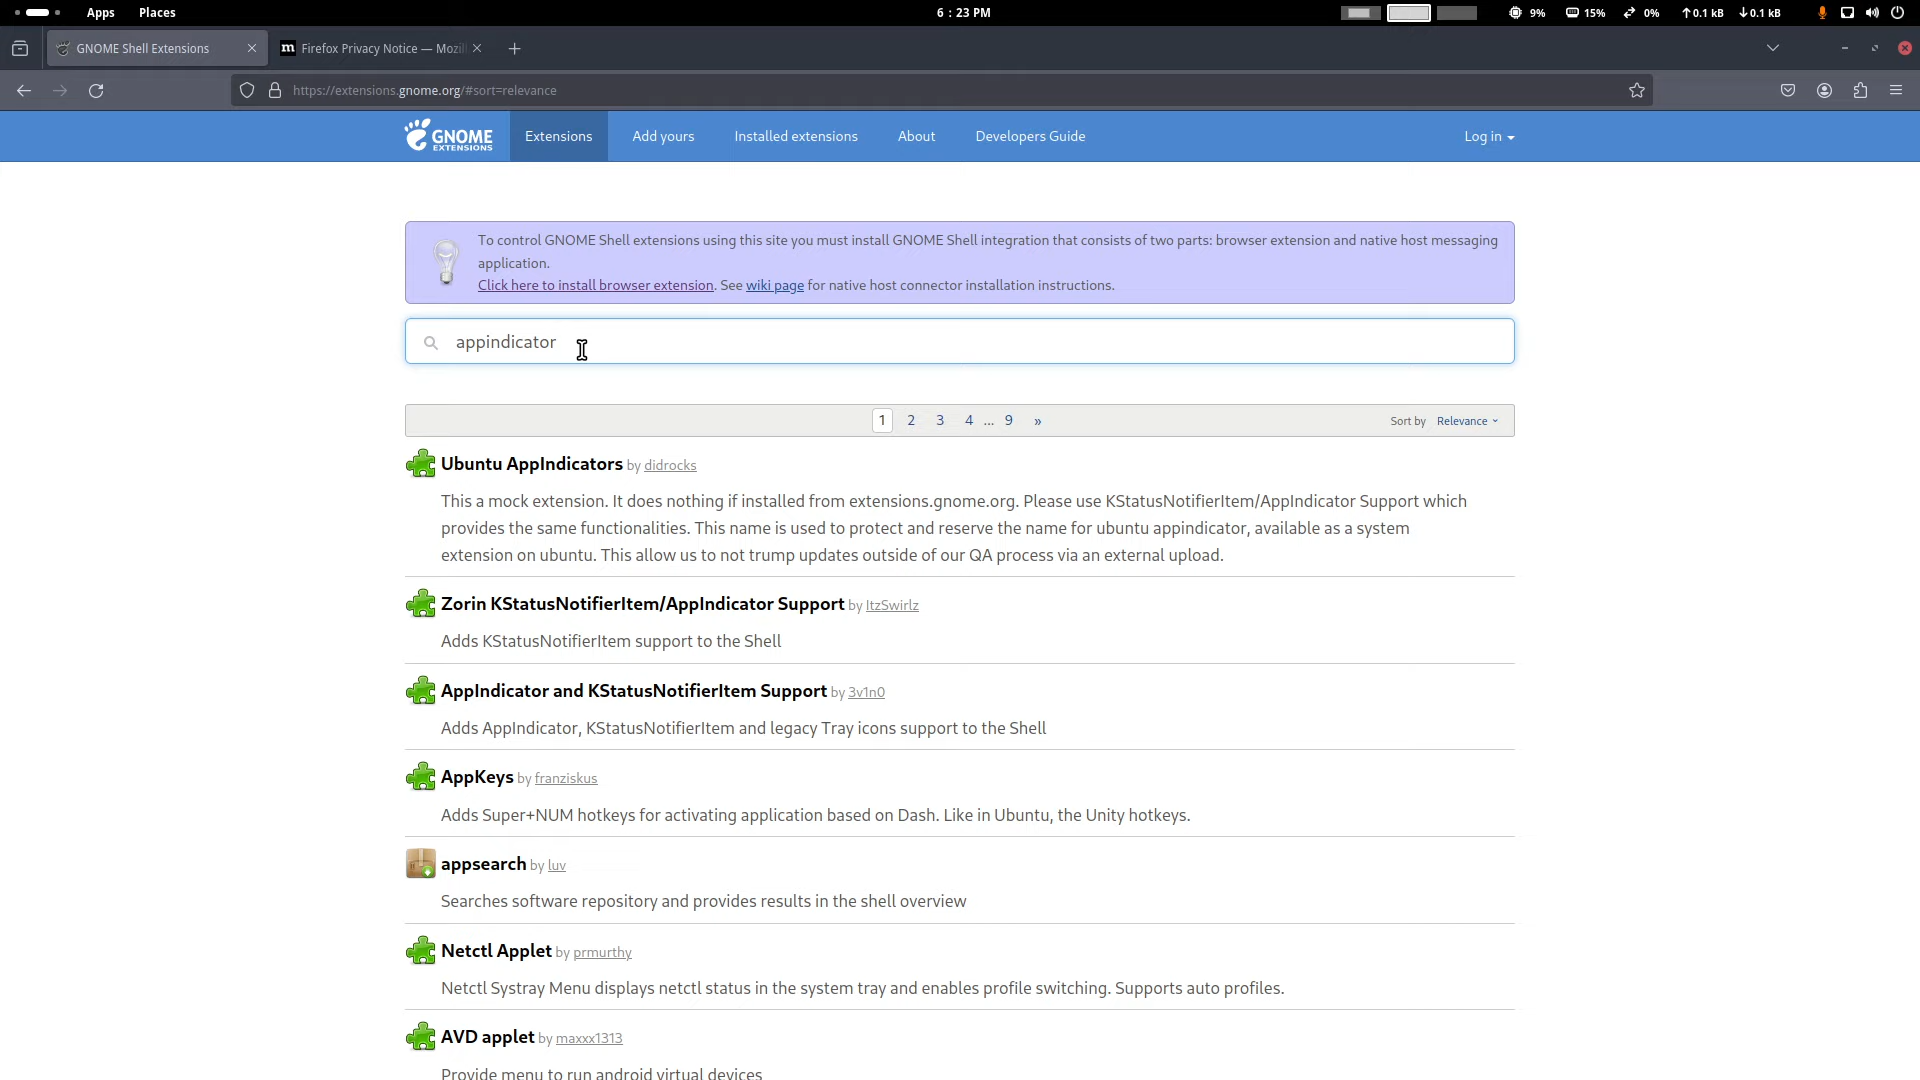 Apps Places 6 : 23 PM 9% 15% 0% 0.1 kB 0.1 kB
GNOME Shell Extensions m Firefox Privacy Notice — Mozil
https://extensions.gnome.org/#sort=relevance
GNOME EXTENSIONS Extensions Add yours Installed extensions About Developers Guide Log in
To control GNOME Shell extensions using this site you must install GNOME Shell integration that consists of two parts: browser extension and native host messaging
application.
Click here to install browser extension. See wiki page for native host connector installation instructions.
appindicator
1 2 3 4 ... 9 » Sort by Relevance
Ubuntu AppIndicators by didrocks
This a mock extension. It does nothing if installed from extensions.gnome.org. Please use KStatusNotifierItem/AppIndicator Support which
provides the same functionalities. This name is used to protect and reserve the name for ubuntu appindicator, available as a system
extension on ubuntu. This allow us to not trump updates outside of our QA process via an external upload.
Zorin KStatusNotifierItem/AppIndicator Support by ItzSwirlz
Adds KStatusNotifierItem support to the Shell
AppIndicator and KStatusNotifierItem Support by 3v1n0
Adds AppIndicator, KStatusNotifierItem and legacy Tray icons support to the Shell
AppKeys by franziskus
Adds Super+NUM hotkeys for activating application based on Dash. Like in Ubuntu, the Unity hotkeys.
appsearch by luv
Searches software repository and provides results in the shell overview
Netctl Applet by prmurthy
Netctl Systray Menu displays netctl status in the system tray and enables profile switching. Supports auto profiles.
AVD applet by maxxx1313
Provide menu to run android virtual devices